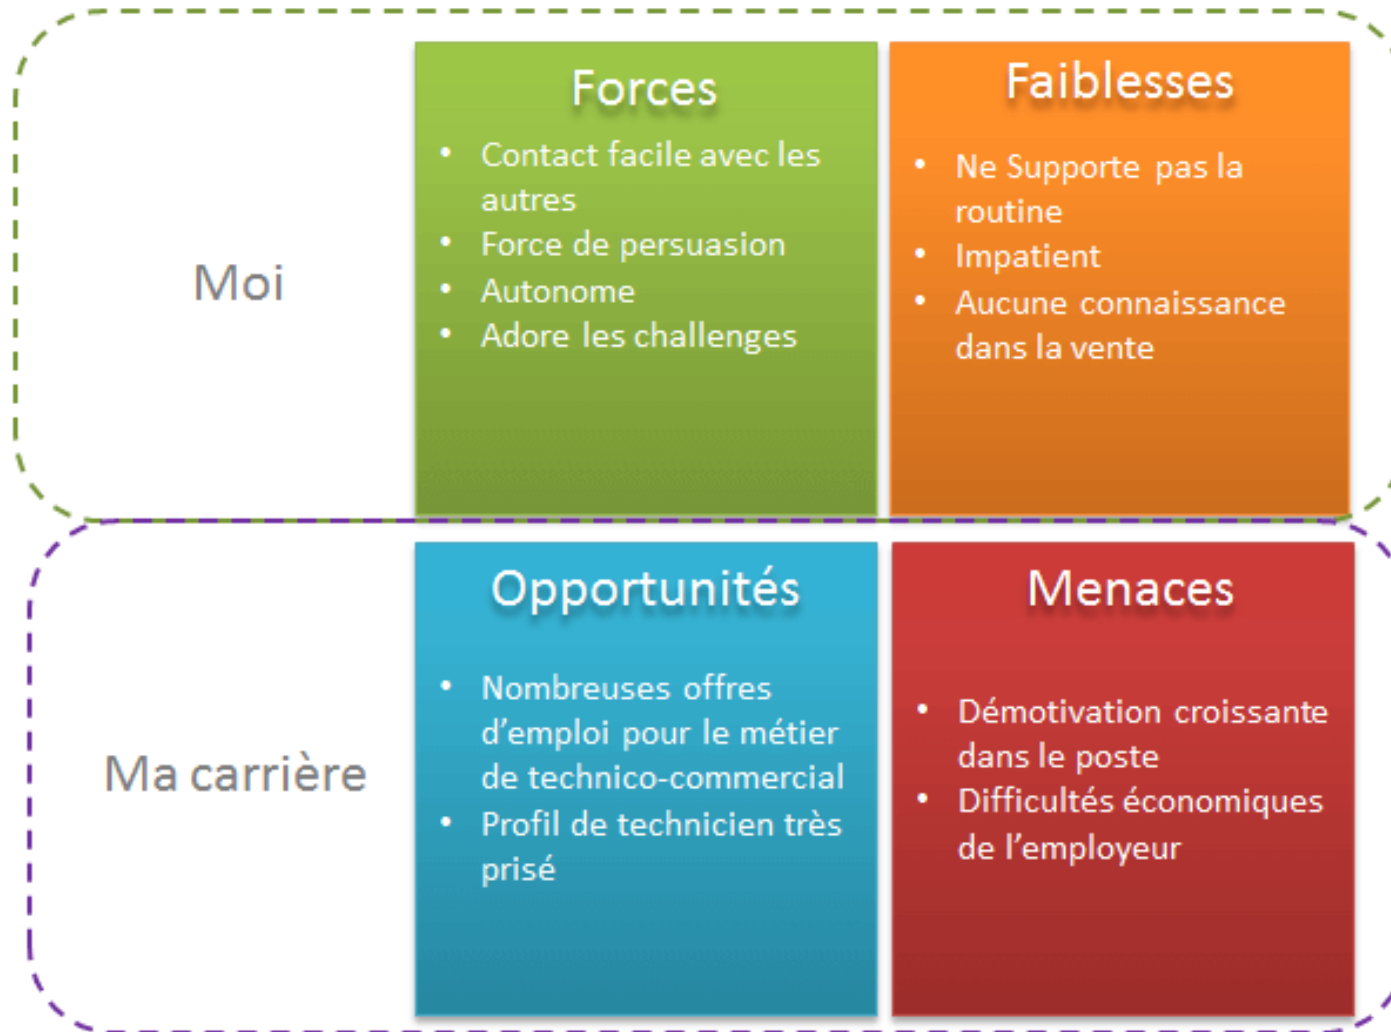 Moi
Forces
• Contact facile avec les
autres
• Force de persuasion
• Autonome
• Adore les challenges
Faiblesses
• Ne Supporte pas la
routine
• Impatient
• Aucune connaissance
dans la vente
Ma carrière
Opportunités
• Nombreuses offres
d’emploi pour le métier
de technico-commercial
• Profil de technicien très
prisé
Menaces
• Démotivation croissante
dans le poste
• Difficultés économiques
de l’employeur